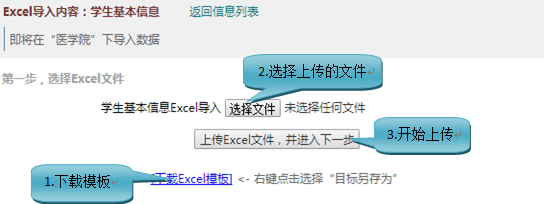 Excel导入内容：学生基本信息 返回信息列表
即将在“医学院”下导入数据
第一步，选择Excel文件
2.选择上传的文件
学生基本信息Excel导入 选择文件 未选择任何文件
3.开始上传
上传Excel文件，并进入下一步
1.下载模板
[下载Excel模板] <- 右键点击选择“目标另存为”